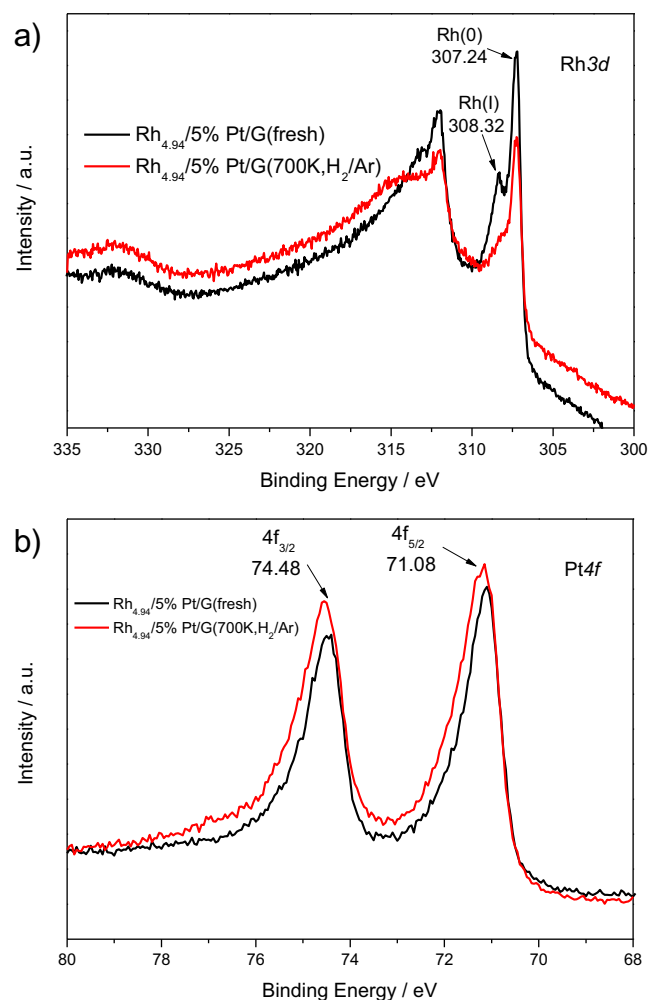 a)
Rh(0)
307.24
Rh3d
Rh(I)
308.32
Rh4.94/5% Pt/G(fresh)
Rh4.94/5% Pt/G(700K,H2/Ar)
Intensity / a.u.
335 330 325 320 315 310 305 300
Binding Energy / eV
b)
4f3/2
74.48
4f5/2
71.08
Pt4f
Rh4.94/5% Pt/G(fresh)
Rh4.94/5% Pt/G(700K,H2/Ar)
Intensity / a.u.
80 78 76 74 72 70 68
Binding Energy / eV